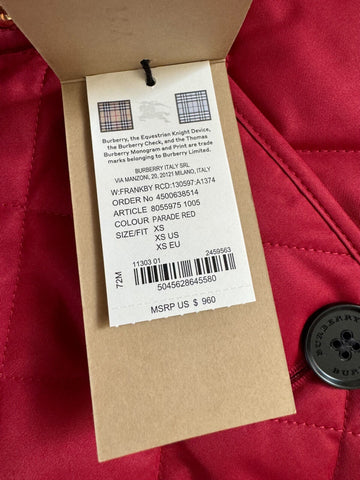 Burberry, the Equestrian Knight Device,
the Burberry Check, and the Thomas
Burberry Monogram and Print are trade
marks belonging to Burberry Limited.
BURBERRY ITALY SRL
VIA MANZONI, 20, 20121 MILANO, ITALY
W:FRANKBY RCD:130597:A1374
ORDER No 4500638514
ARTICLE 8055975 1005
COLOUR PARADE RED
SIZE/FIT XS
XS US
XS EU
72M
11303 01 2459563
5045628645580
MSRP US $ 960
BURBERRY
BURBE